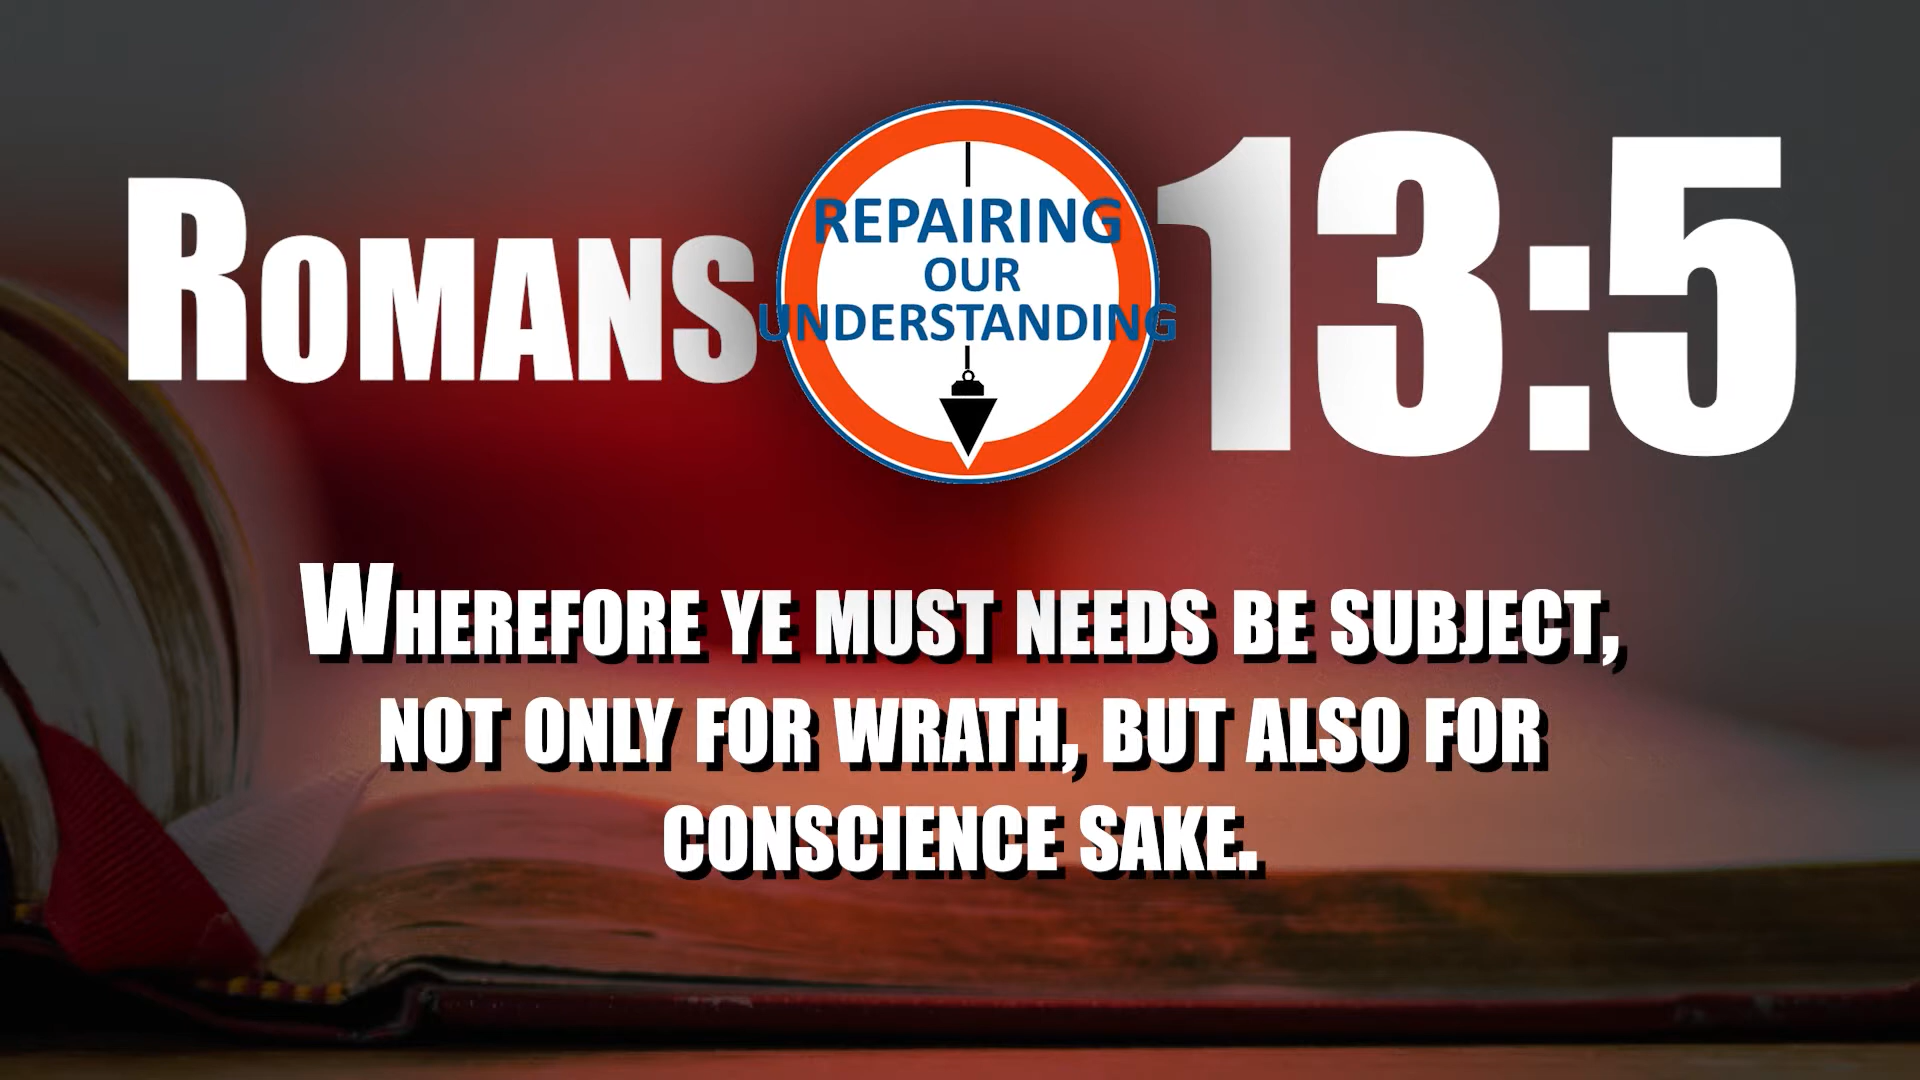 Romans 13:5
REPAIRING
OUR
UNDERSTANDING
Wherefore ye must needs be subject,
not only for wrath, but also for
conscience sake.